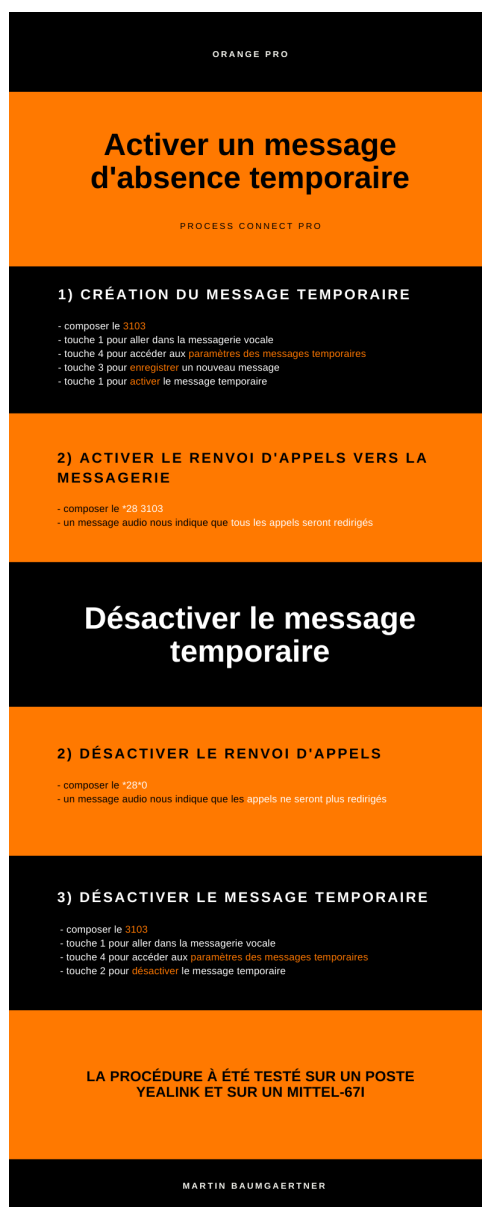 ORANGE PRO
Activer un message
d'absence temporaire
PROCESS CONNECT PRO
1) CRÉATION DU MESSAGE TEMPORAIRE
- composer le 3103
- touche 1 pour aller dans la messagerie vocale
- touche 4 pour accéder aux paramètres des messages temporaires
- touche 3 pour enregistrer un nouveau message
- touche 1 pour activer le message temporaire
2) ACTIVER LE RENVOI D'APPELS VERS LA
MESSAGERIE
- composer le *28 3103
- un message audio nous indique que tous les appels seront redirigés
Désactiver le message
temporaire
2) DÉSACTIVER LE RENVOI D'APPELS
- composer le *28*0
- un message audio nous indique que les appels ne seront plus redirigés
3) DÉSACTIVER LE MESSAGE TEMPORAIRE
- composer le 3103
- touche 1 pour aller dans la messagerie vocale
- touche 4 pour accéder aux paramètres des messages temporaires
- touche 2 pour désactiver le message temporaire
LA PROCÉDURE À ÉTÉ TESTÉ SUR UN POSTE
YEALINK ET SUR UN MITTEL-67I
MARTIN BAUMGAERTNER